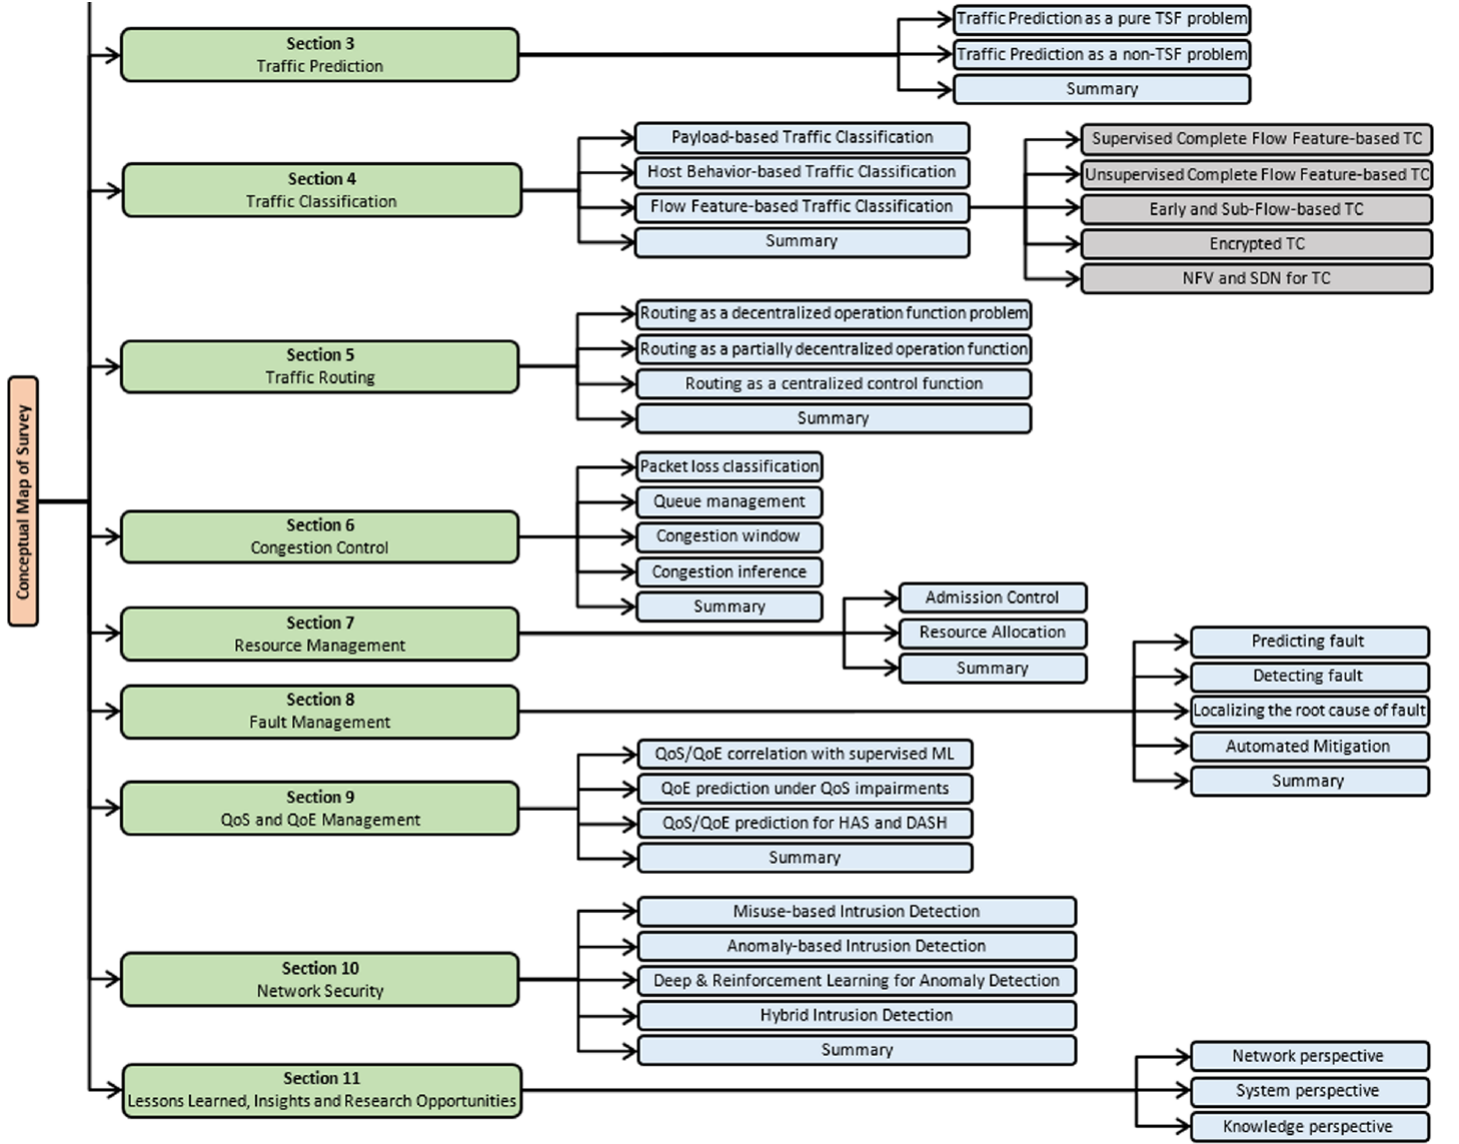 Conceptual Map of Survey
Section 3
Traffic Prediction
Traffic Prediction as a pure TSF problem
Traffic Prediction as a non-TSF problem
Summary
Section 4
Traffic Classification
Payload-based Traffic Classification
Host Behavior-based Traffic Classification
Flow Feature-based Traffic Classification
Summary
Supervised Complete Flow Feature-based TC
Unsupervised Complete Flow Feature-based TC
Early and Sub-Flow-based TC
Encrypted TC
NFV and SDN for TC
Section 5
Traffic Routing
Routing as a decentralized operation function problem
Routing as a partially decentralized operation function
Routing as a centralized control function
Summary
Section 6
Congestion Control
Packet loss classification
Queue management
Congestion window
Congestion inference
Summary
Section 7
Resource Management
Admission Control
Resource Allocation
Summary
Section 8
Fault Management
Predicting fault
Detecting fault
Localizing the root cause of fault
Automated Mitigation
Summary
Section 9
QoS and QoE Management
QoS/QoE correlation with supervised ML
QoE prediction under QoS impairments
QoS/QoE prediction for HAS and DASH
Summary
Section 10
Network Security
Misuse-based Intrusion Detection
Anomaly-based Intrusion Detection
Deep & Reinforcement Learning for Anomaly Detection
Hybrid Intrusion Detection
Summary
Section 11
Lessons Learned, Insights and Research Opportunities
Network perspective
System perspective
Knowledge perspective